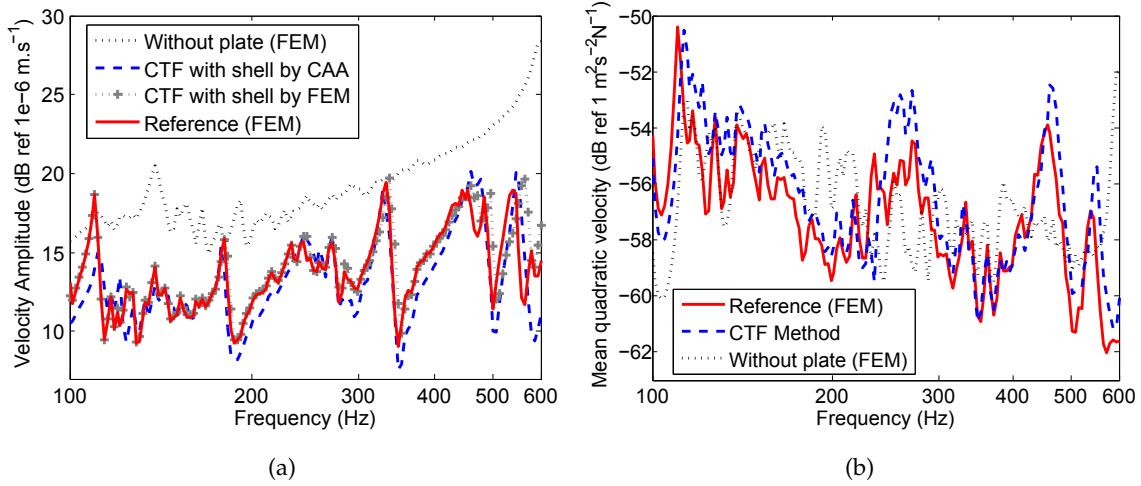 30
25
20
15
10
100
200
300
400
500
600
Velocity Amplitude (dB ref 1e−6 m.s⁻¹)
Frequency (Hz)
Without plate (FEM)
CTF with shell by CAA
CTF with shell by FEM
Reference (FEM)
(a)
−50
−52
−54
−56
−58
−60
−62
100
200
300
400
500
600
Mean quadratic velocity (dB ref 1 m²s⁻²N⁻¹)
Frequency (Hz)
Reference (FEM)
CTF Method
Without plate (FEM)
(b)